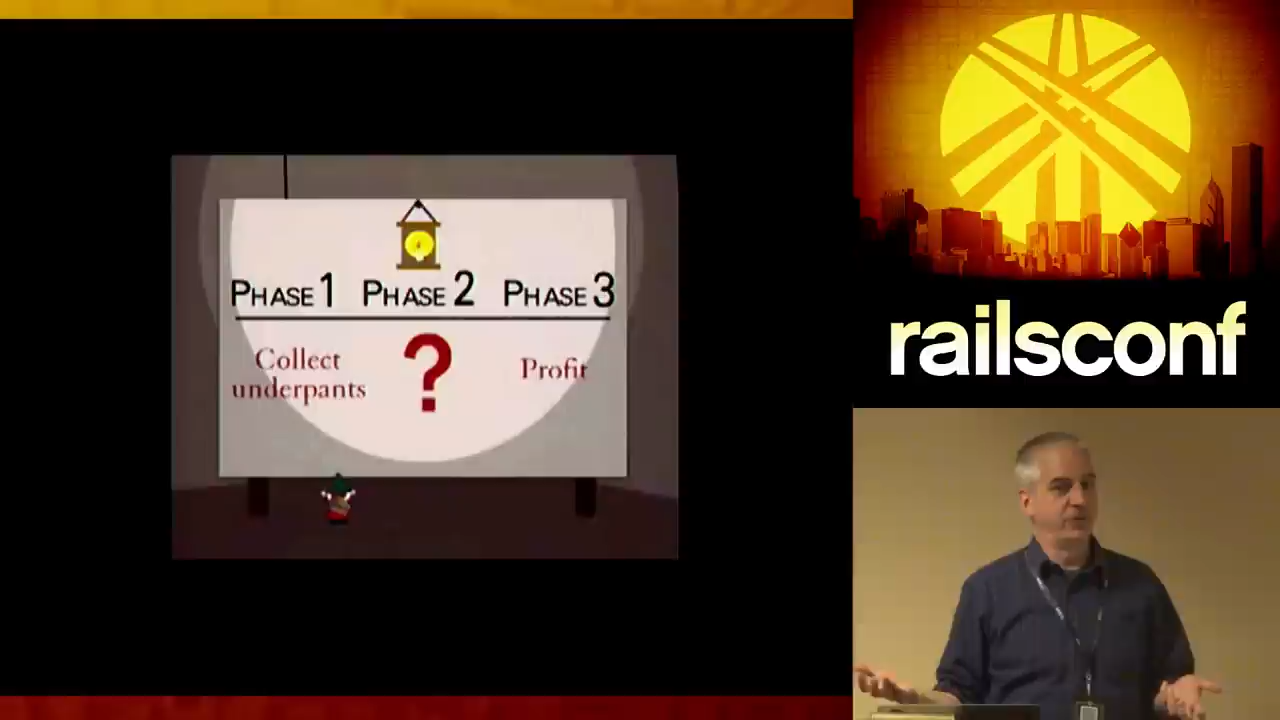 PHASE 1 PHASE 2 PHASE 3
Collect
underpants
?
Profit
railsconf